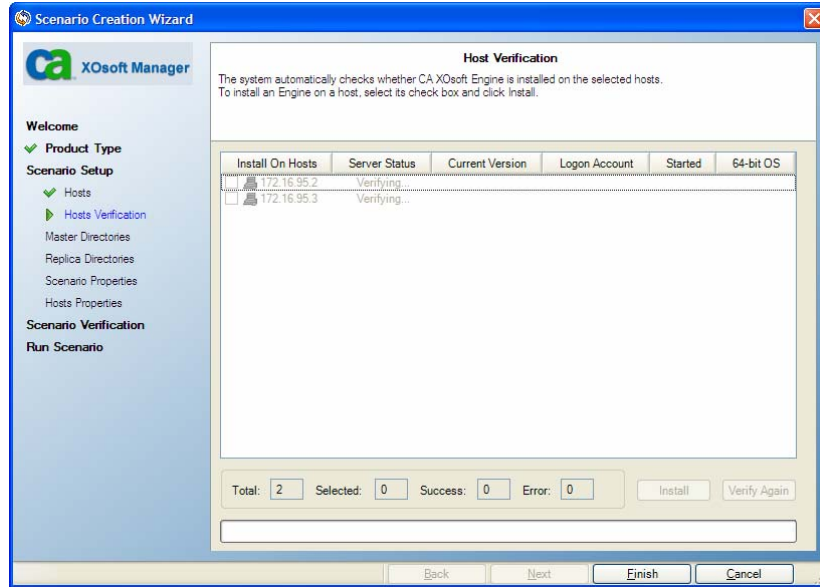 Scenario Creation Wizard
ca XOsoft Manager
Welcome
Product Type
Scenario Setup
Hosts
Hosts Verification
Master Directories
Replica Directories
Scenario Properties
Hosts Properties
Scenario Verification
Run Scenario
Host Verification
The system automatically checks whether CA XOsoft Engine is installed on the selected hosts.
To install an Engine on a host, select its check box and click Install.
Install On Hosts Server Status Current Version Logon Account Started 64-bit OS
172.16.95.2 Verifying...
172.16.95.3 Verifying...
Total: 2 Selected: 0 Success: 0 Error: 0 Install Verify Again
Back Next Finish Cancel